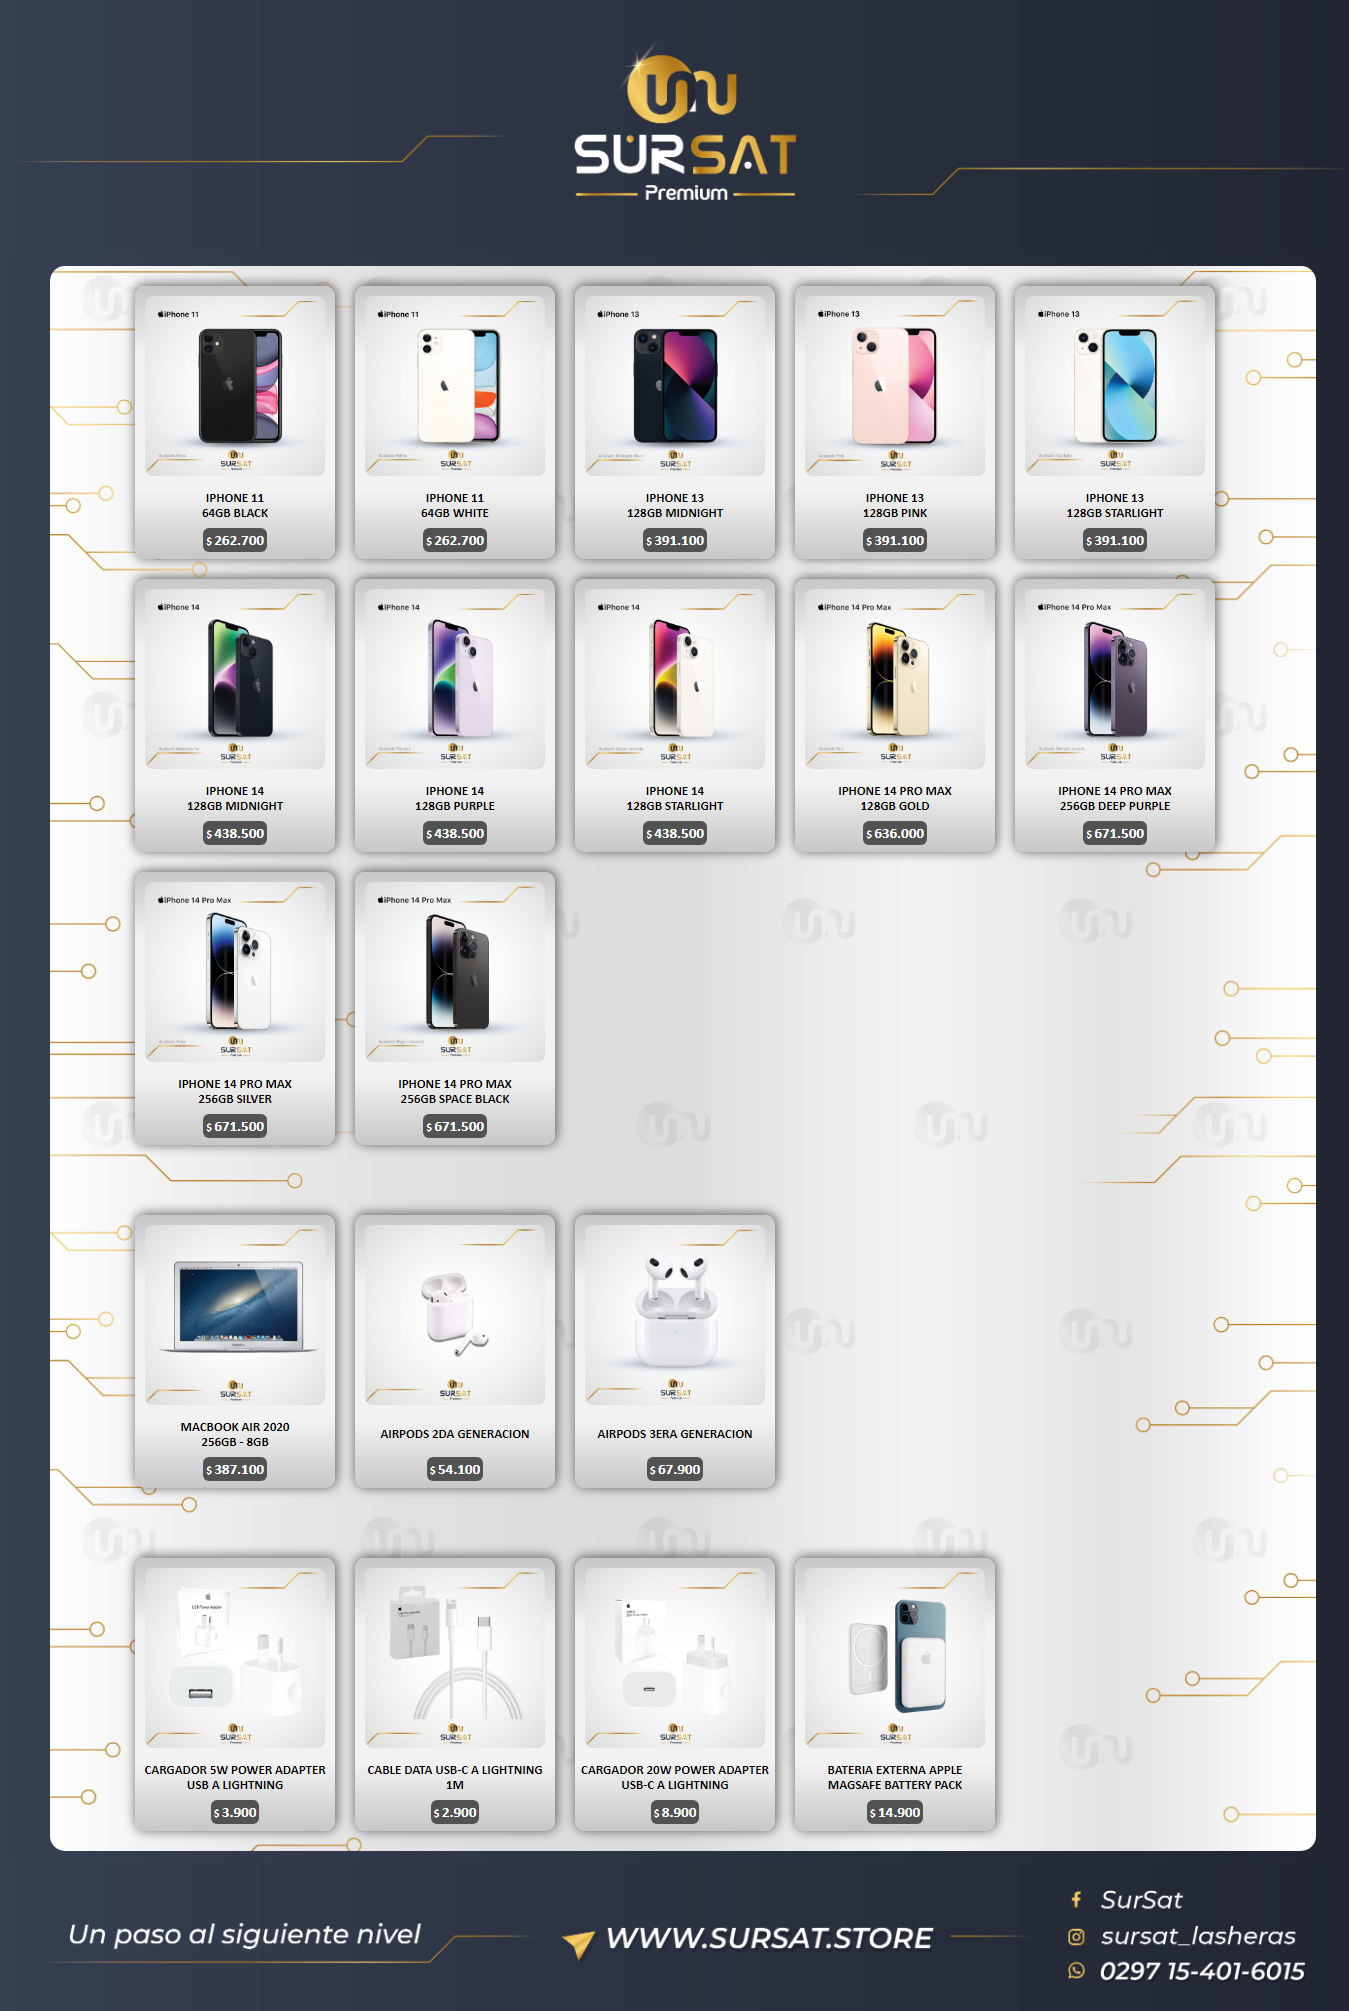 SURSAT
Premium
iPhone 11
iPhone 11
iPhone 13
iPhone 13
iPhone 13
IPHONE 11
64GB BLACK
$ 262.700
IPHONE 11
64GB WHITE
$ 262.700
IPHONE 13
128GB MIDNIGHT
$ 391.100
IPHONE 13
128GB PINK
$ 391.100
IPHONE 13
128GB STARLIGHT
$ 391.100
iPhone 14
iPhone 14
iPhone 14
iPhone 14 Pro Max
iPhone 14 Pro Max
IPHONE 14
128GB MIDNIGHT
$ 438.500
IPHONE 14
128GB PURPLE
$ 438.500
IPHONE 14
128GB STARLIGHT
$ 438.500
IPHONE 14 PRO MAX
128GB GOLD
$ 636.000
IPHONE 14 PRO MAX
256GB DEEP PURPLE
$ 671.500
iPhone 14 Pro Max
iPhone 14 Pro Max
IPHONE 14 PRO MAX
256GB SILVER
$ 671.500
IPHONE 14 PRO MAX
256GB SPACE BLACK
$ 671.500
MACBOOK AIR 2020
256GB - 8GB
$ 387.100
AIRPODS 2DA GENERACION
$ 54.100
AIRPODS 3ERA GENERACION
$ 67.900
CARGADOR 5W POWER ADAPTER
USB A LIGHTNING
$ 3.900
CABLE DATA USB-C A LIGHTNING
1M
$ 2.900
CARGADOR 20W POWER ADAPTER
USB-C A LIGHTNING
$ 8.900
BATERIA EXTERNA APPLE
MAGSAFE BATTERY PACK
$ 14.900
Un paso al siguiente nivel
WWW.SURSAT.STORE
SurSat
sursat_lasheras
0297 15-401-6015